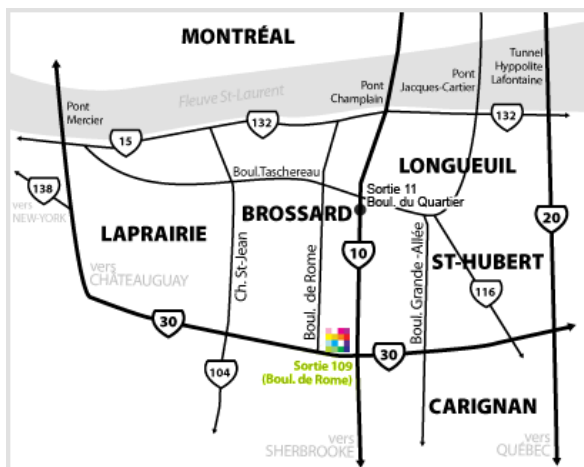 MONTRÉAL
Tunnel
Hyppolite
Lafontaine
Pont
Jacques-Cartier
Pont
Champlain
Fleuve St-Laurent
Pont
Mercier
132
132
15
LONGUEUIL
Boul.Taschereau
138
Sortie 11
Boul. du Quartier
vers
NEW-YORK
BROSSARD
20
LAPRAIRIE
10
ST-HUBERT
vers
CHÂTEAUGUAY
Ch. St-Jean
Boul. de Rome
Boul. Grande-Allée
116
30
30
Sortie 109
(Boul. de Rome)
104
CARIGNAN
vers
SHERBROOKE
vers
QUÉBEC